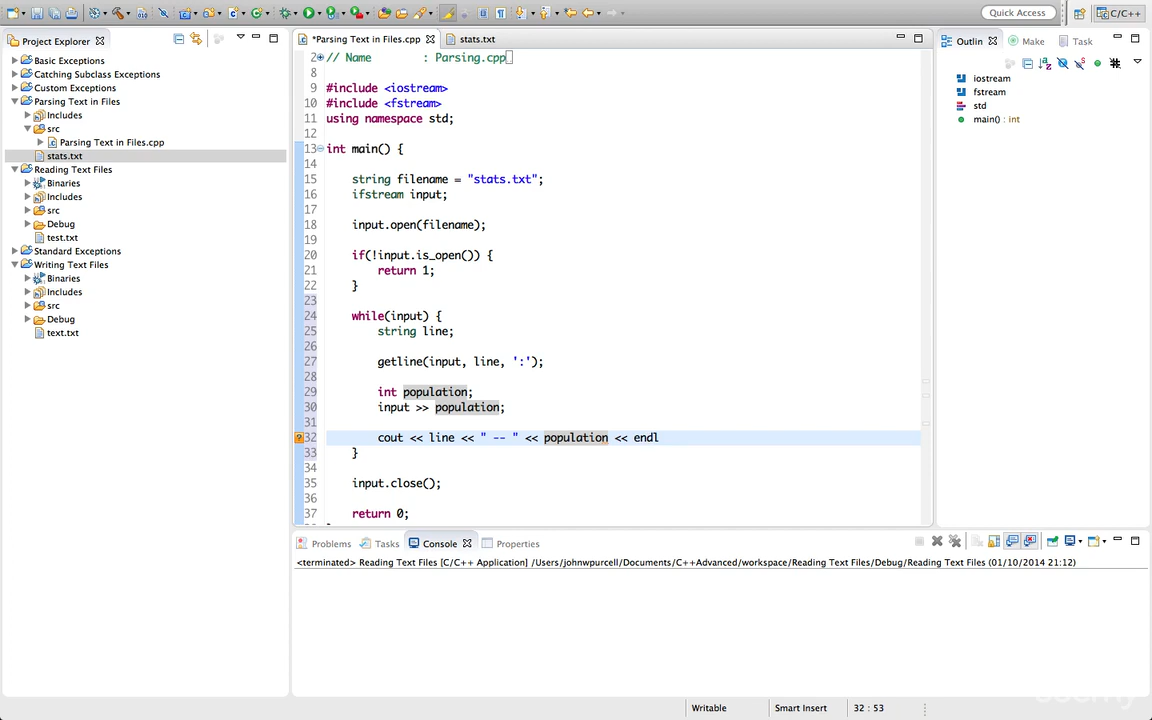 Quick Access
C/C++
Project Explorer
*Parsing Text in Files.cpp
stats.txt
Outlin
Make
Task
Basic Exceptions
Catching Subclass Exceptions
Custom Exceptions
Parsing Text in Files
Includes
src
Parsing Text in Files.cpp
stats.txt
Reading Text Files
Binaries
Includes
src
Debug
test.txt
Standard Exceptions
Writing Text Files
Binaries
Includes
src
Debug
text.txt
2 // Name : Parsing.cpp
8
9 #include <iostream>
10 #include <fstream>
11 using namespace std;
12
13 int main() {
14
15 string filename = "stats.txt";
16 ifstream input;
17
18 input.open(filename);
19
20 if(!input.is_open()) {
21 return 1;
22 }
23
24 while(input) {
25 string line;
26
27 getline(input, line, ':');
28
29 int population;
30 input >> population;
31
32 cout << line << " -- " << population << endl
33 }
34
35 input.close();
36
37 return 0;
iostream
fstream
std
main() : int
Problems
Tasks
Console
Properties
<terminated> Reading Text Files [C/C++ Application] /Users/johnwpurcell/Documents/C++Advanced/workspace/Reading Text Files/Debug/Reading Text Files (01/10/2014 21:12)
Writable
Smart Insert
32 : 53